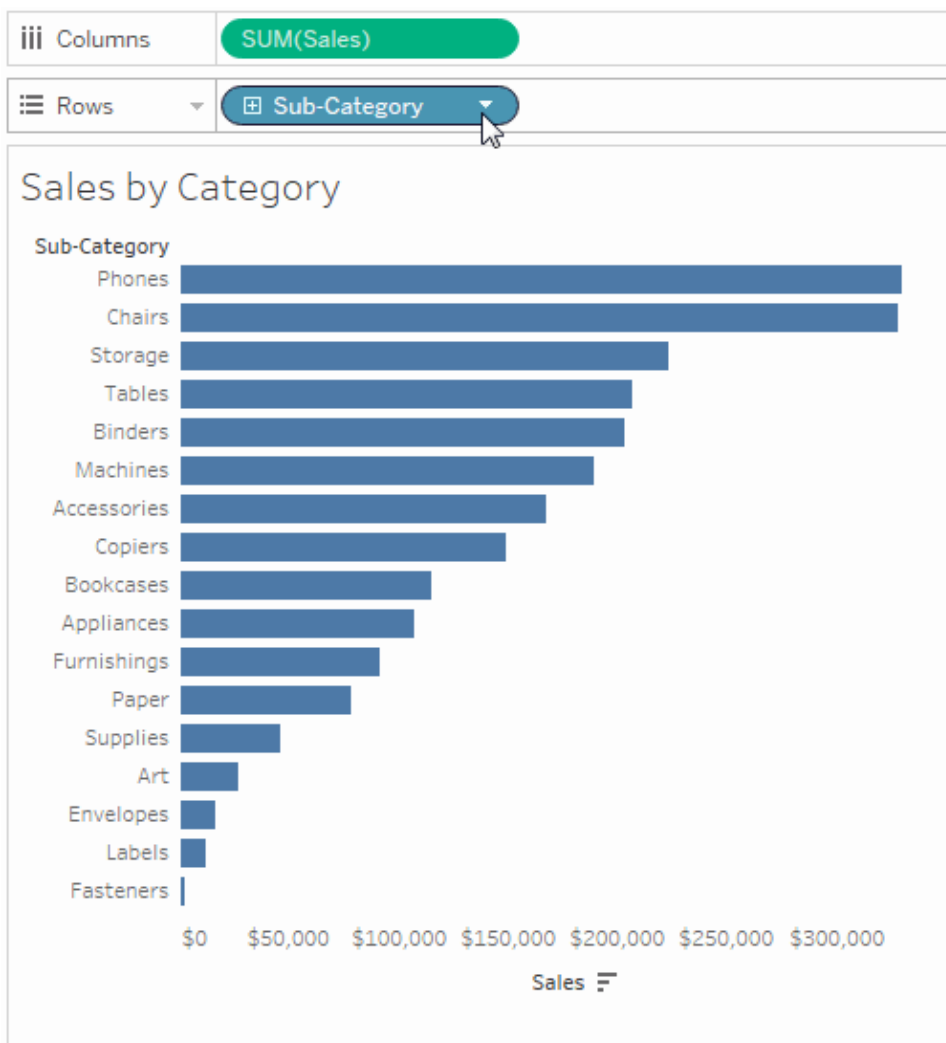 Columns SUM(Sales)
Rows Sub-Category
Sales by Category
Sub-Category
Phones
Chairs
Storage
Tables
Binders
Machines
Accessories
Copiers
Bookcases
Appliances
Furnishings
Paper
Supplies
Art
Envelopes
Labels
Fasteners
$0 $50,000 $100,000 $150,000 $200,000 $250,000 $300,000
Sales